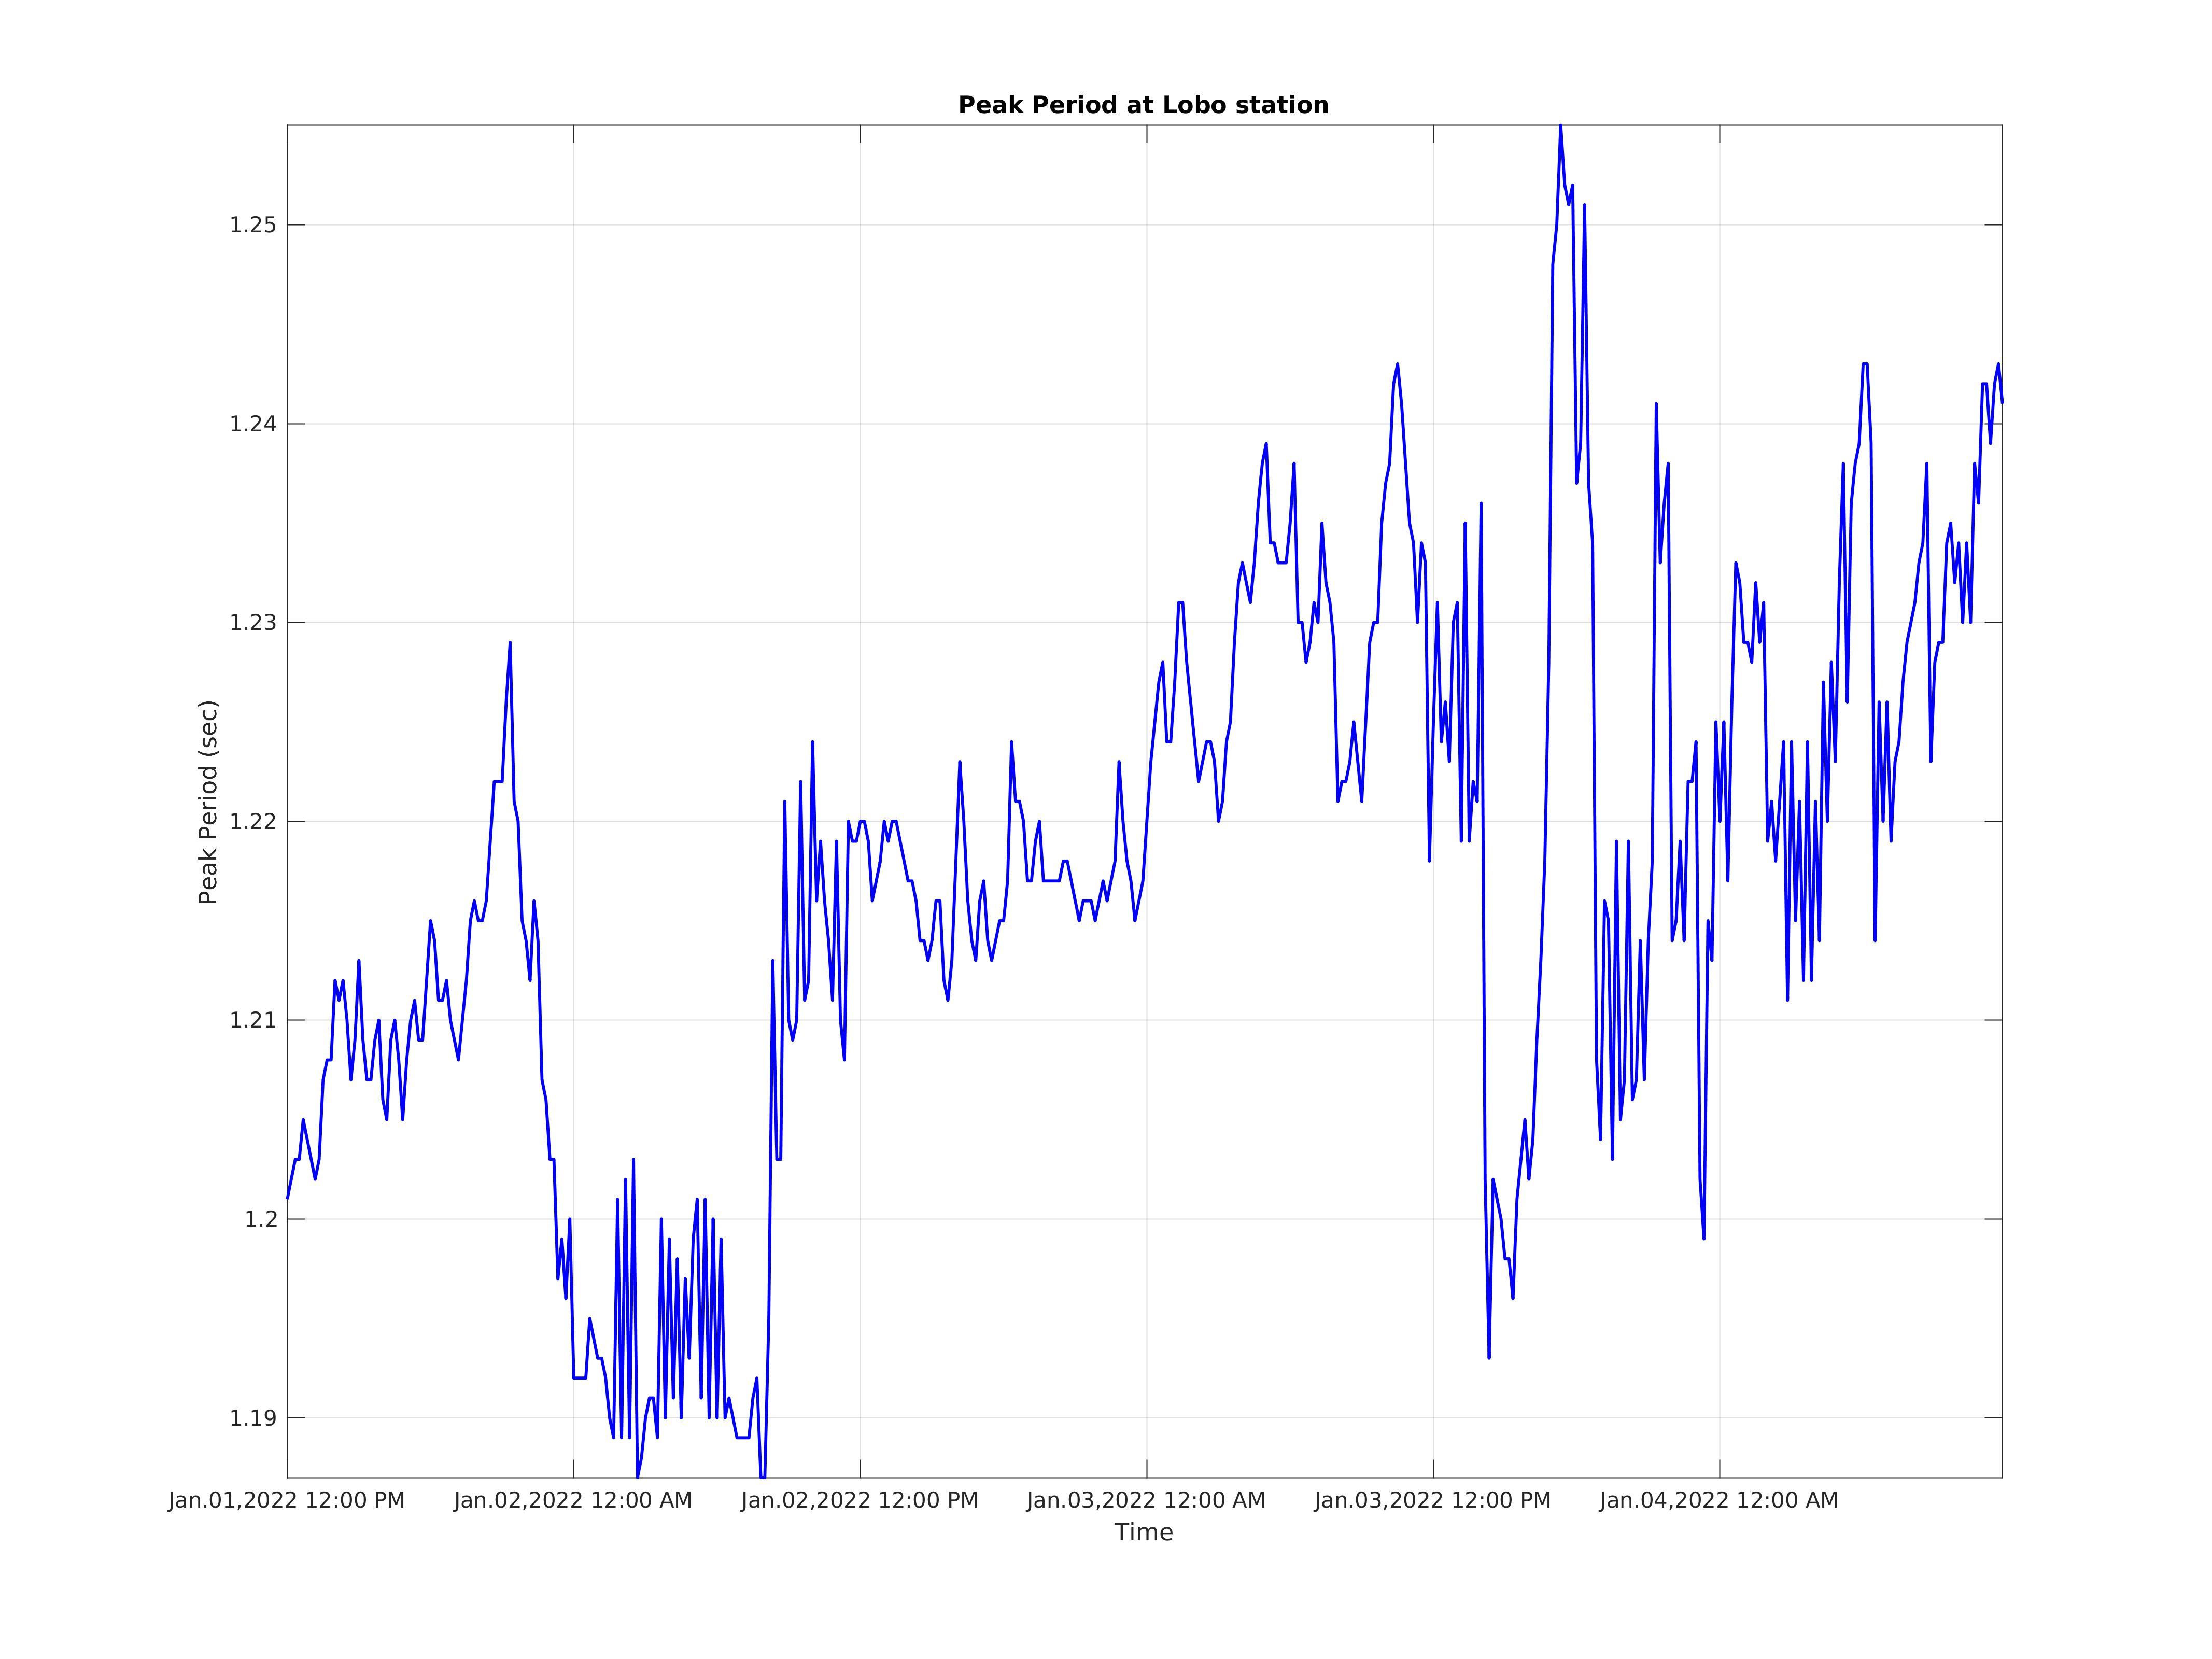 Peak Period at Lobo station
Peak Period (sec)
1.25
1.24
1.23
1.22
1.21
1.2
1.19
Jan.01,2022 12:00 PM Jan.02,2022 12:00 AM Jan.02,2022 12:00 PM Jan.03,2022 12:00 AM Jan.03,2022 12:00 PM Jan.04,2022 12:00 AM
Time